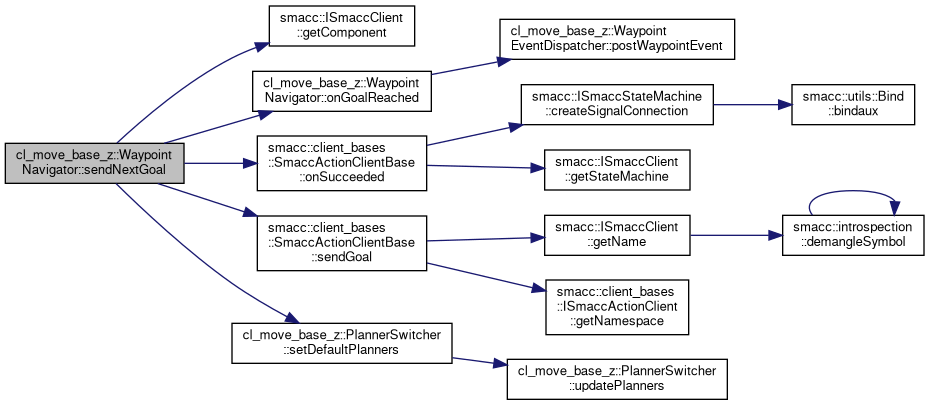 cl_move_base_z::Waypoint
Navigator::sendNextGoal
smacc::ISmaccClient
::getComponent
cl_move_base_z::Waypoint
Navigator::onGoalReached
cl_move_base_z::Waypoint
EventDispatcher::postWaypointEvent
smacc::client_bases
::SmaccActionClientBase
::onSucceeded
smacc::ISmaccStateMachine
::createSignalConnection
smacc::utils::Bind
::bindaux
smacc::ISmaccClient
::getStateMachine
smacc::client_bases
::SmaccActionClientBase
::sendGoal
smacc::ISmaccClient
::getName
smacc::introspection
::demangleSymbol
smacc::client_bases
::ISmaccActionClient
::getNamespace
cl_move_base_z::PlannerSwitcher
::setDefaultPlanners
cl_move_base_z::PlannerSwitcher
::updatePlanners